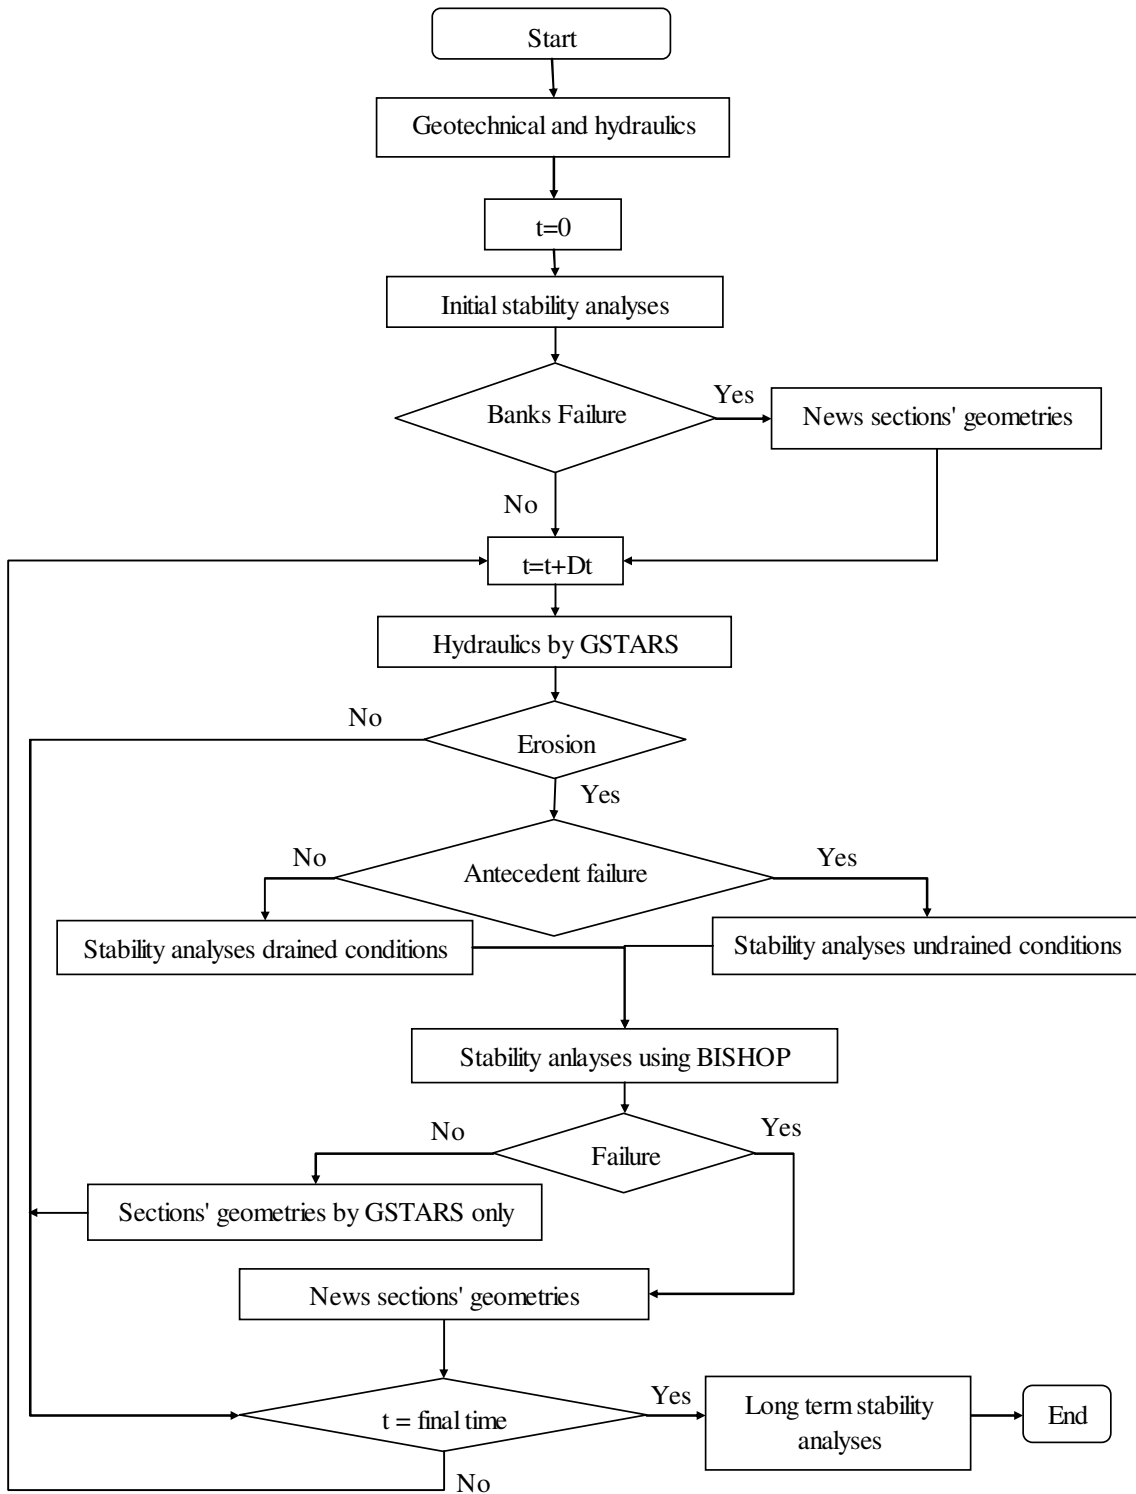 Start
Geotechnical and hydraulics
t=0
Initial stability analyses
Banks Failure
Yes
News sections' geometries
No
t=t+Dt
Hydraulics by GSTARS
No
Erosion
Yes
No
Antecedent failure
Yes
Stability analyses drained conditions
Stability analyses undrained conditions
Stability anlayses using BISHOP
No
Failure
Yes
Sections' geometries by GSTARS only
News sections' geometries
t = final time
Yes
Long term stability
analyses
End
No